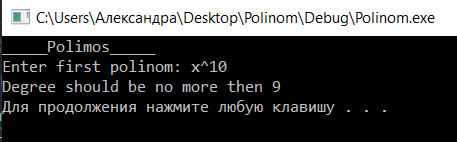 C:\Users\Александра\Desktop\Polinom\Debug\Polinom.exe
_____Polimos_____
Enter first polinom: x^10
Degree should be no more then 9
Для продолжения нажмите любую клавишу . . .